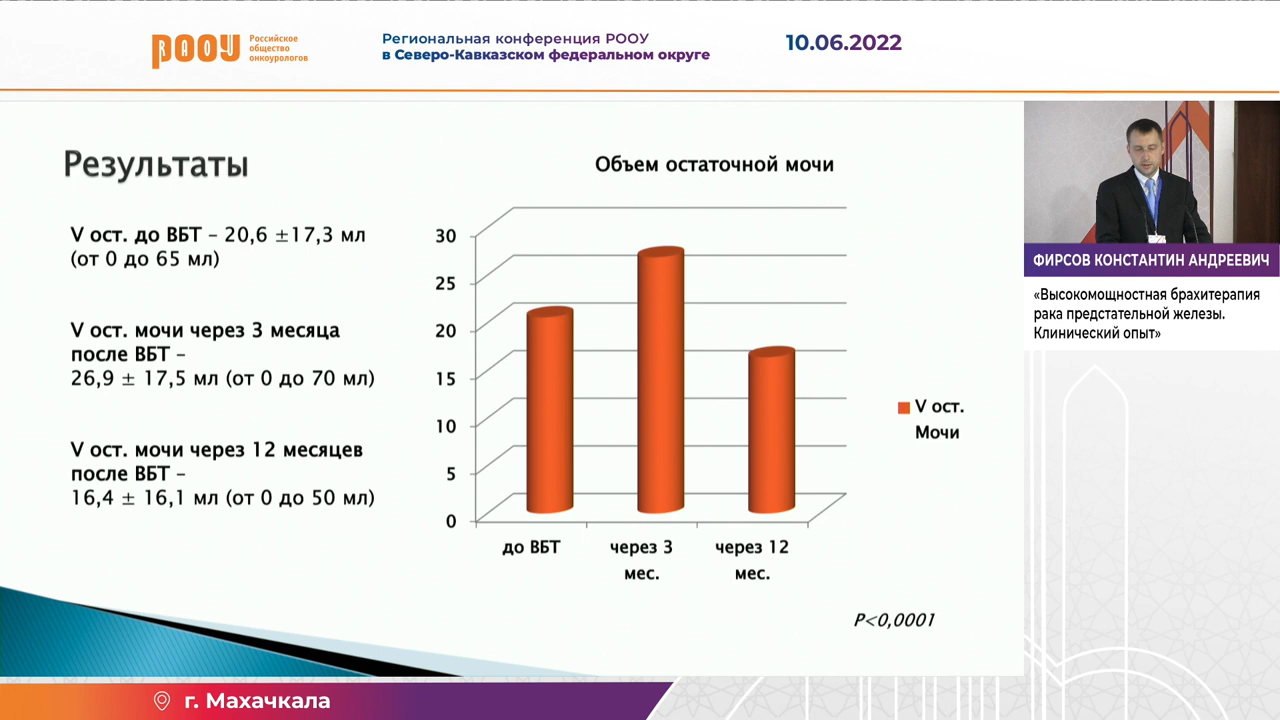 РООУ
RAOY
Российское
общество
онкоурологов
Региональная конференция РООУ
в Северо-Кавказском федеральном округе
10.06.2022
Результаты
V ост. до ВБТ – 20,6 ±17,3 мл
(от 0 до 65 мл)
V ост. мочи через 3 месяца
после ВБТ –
26,9 ± 17,5 мл (от 0 до 70 мл)
V ост. мочи через 12 месяцев
после ВБТ –
16,4 ± 16,1 мл (от 0 до 50 мл)
Объем остаточной мочи
30
25
20
15
10
5
0
до ВБТ
через 3
мес.
через 12
мес.
V ост.
Мочи
P<0,0001
ФИРСОВ КОНСТАНТИН АНДРЕЕВИЧ
«Высокомощностная брахитерапия
рака предстательной железы.
Клинический опыт»
г. Махачкала